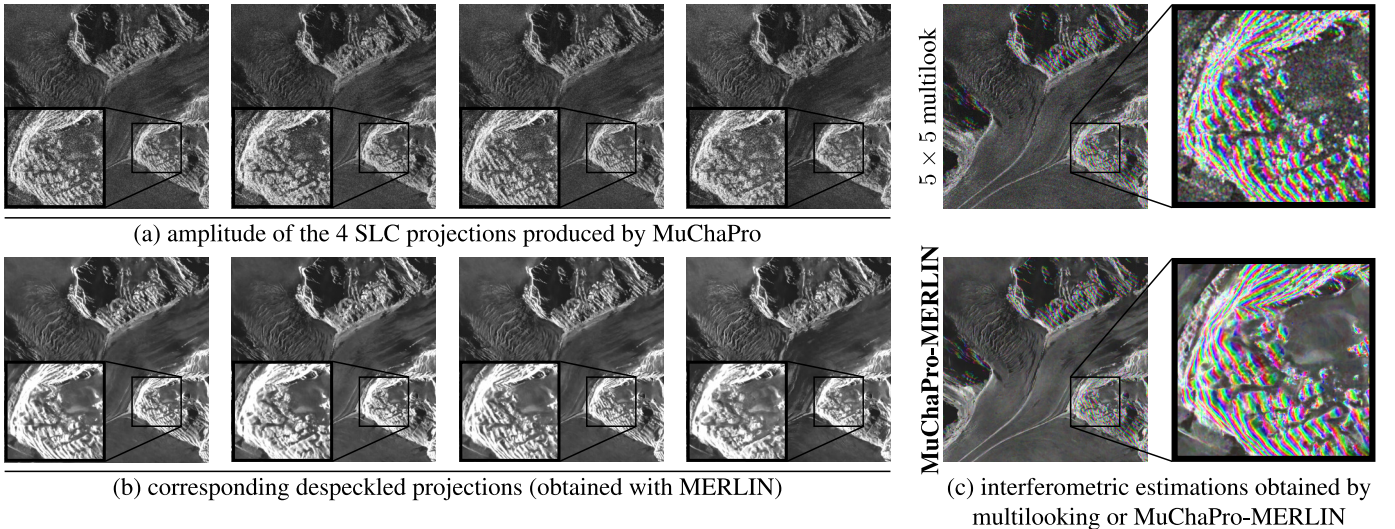 (a) amplitude of the 4 SLC projections produced by MuChaPro
(b) corresponding despeckled projections (obtained with MERLIN)
5 × 5 multilook
MuChaPro-MERLIN
(c) interferometric estimations obtained by
multilooking or MuChaPro-MERLIN